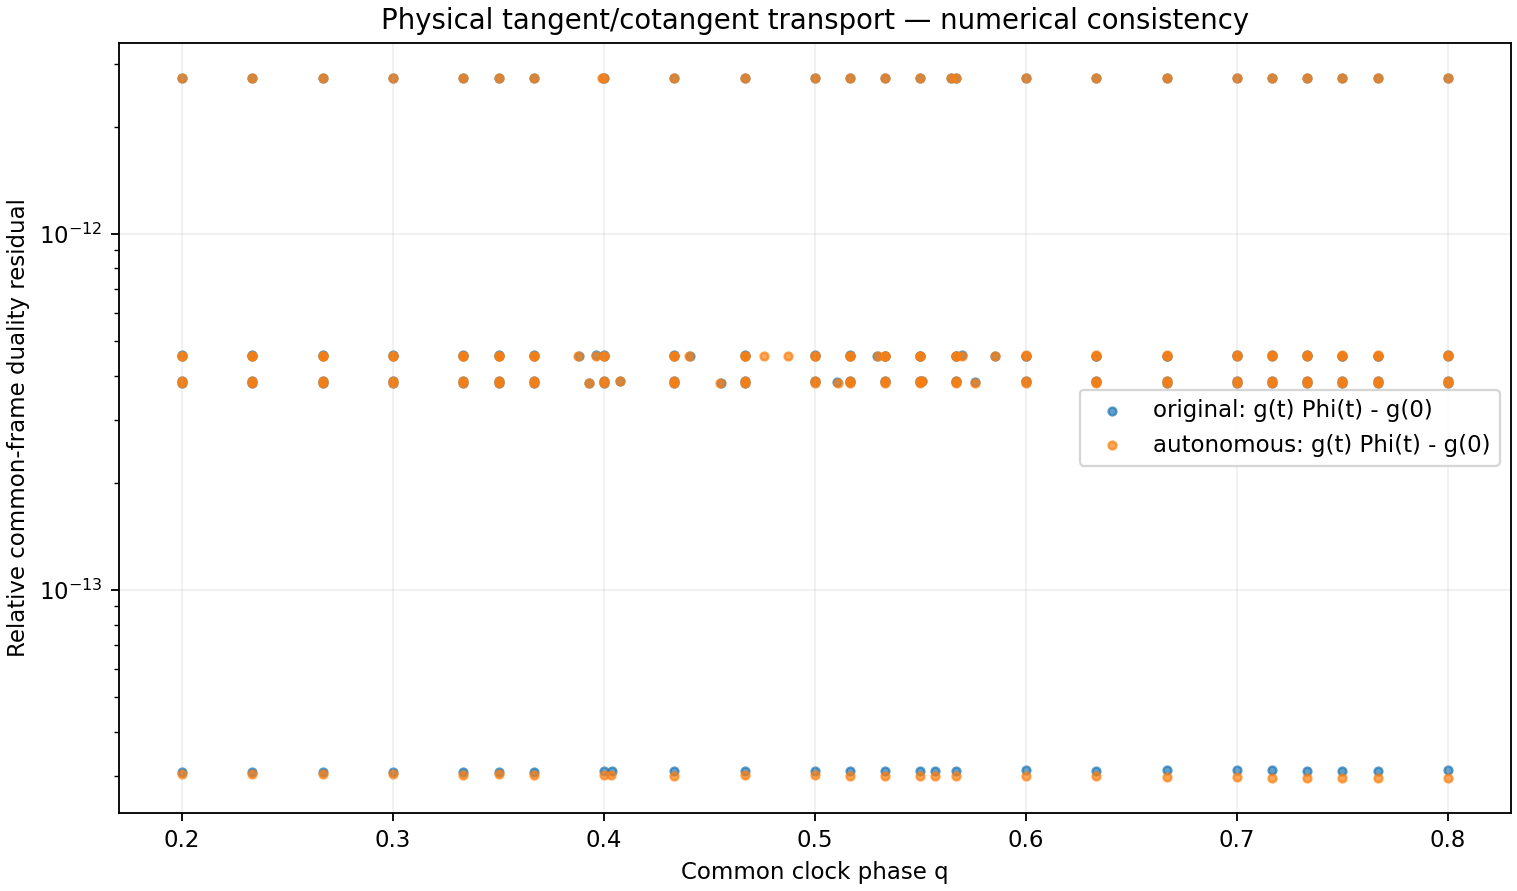 Physical tangent/cotangent transport — numerical consistency
Relative common-frame duality residual
10⁻¹²
10⁻¹³
original: g(t) Phi(t) - g(0)
autonomous: g(t) Phi(t) - g(0)
0.2 0.3 0.4 0.5 0.6 0.7 0.8
Common clock phase q